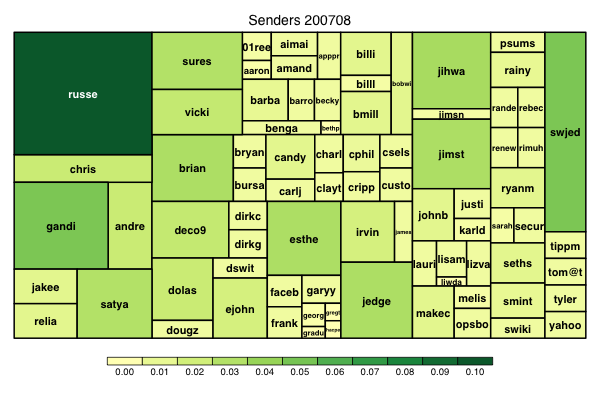 Senders 200708
russe
chris
gandi
andre
jakee
relia
satya
sures
vicki
01ree
aaron
aimai
amand
apppr
barba
barro
becky
benga
bethp
billi
billl
bmill
bobwi
brian
bryan
bursa
candy
carlj
charl
clayt
cphil
cripp
csels
custo
deco9
dirkc
dirkg
dolas
dougz
dswit
ejohn
esthe
faceb
frank
garyy
georg
gradu
gregt
irvin
james
jedge
jihwa
jimsn
jimst
johnb
justi
karld
lauri
lisam
liwda
lizva
makec
melis
opsbo
psums
rainy
rande
rebec
renew
rimuh
ryanm
sarah
secur
seths
smint
swiki
swjed
tippm
tom@t
tyler
yahoo
0.00 0.01 0.02 0.03 0.04 0.05 0.06 0.07 0.08 0.09 0.10